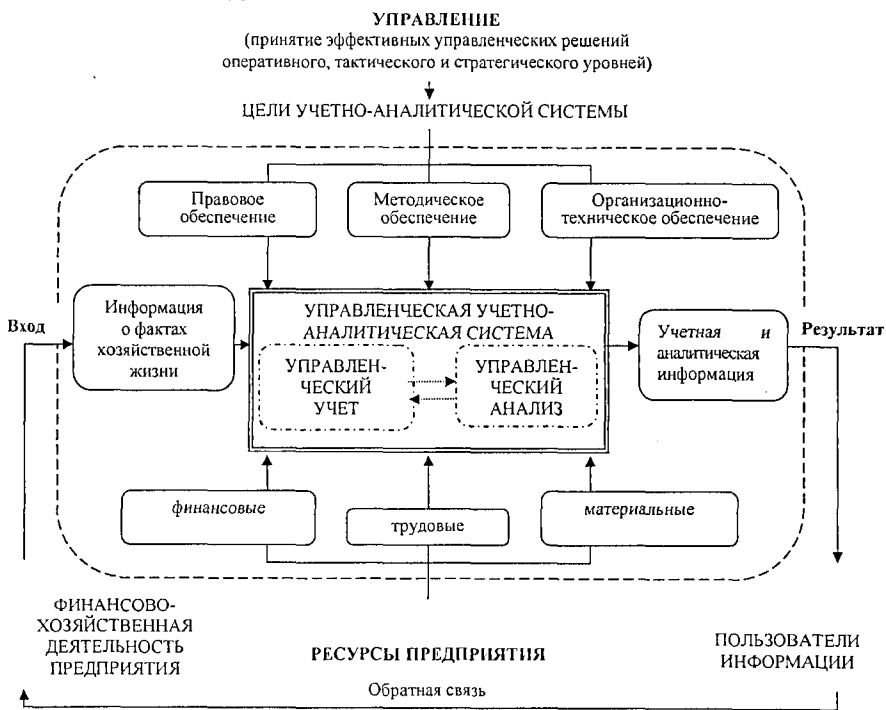 УПРАВЛЕНИЕ
(принятие эффективных управленческих решений
оперативного, тактического и стратегического уровней)
ЦЕЛИ УЧЕТНО-АНАЛИТИЧЕСКОЙ СИСТЕМЫ
Правовое
обеспечение
Методическое
обеспечение
Организационно-
техническое обеспечение
Вход
Информация
о фактах
хозяйственной
жизни
УПРАВЛЕНЧЕСКАЯ УЧЕТНО-
АНАЛИТИЧЕСКАЯ СИСТЕМА
УПРАВЛЕН-
ЧЕСКИЙ
УЧЕТ
УПРАВЛЕН-
ЧЕСКИЙ
АНАЛИЗ
Учетная и
аналитическая
информация
Результат
финансовые
трудовые
материальные
ФИНАНСОВО-
ХОЗЯЙСТВЕННАЯ
ДЕЯТЕЛЬНОСТЬ
ПРЕДПРИЯТИЯ
РЕСУРСЫ ПРЕДПРИЯТИЯ
ПОЛЬЗОВАТЕЛИ
ИНФОРМАЦИИ
Обратная связь